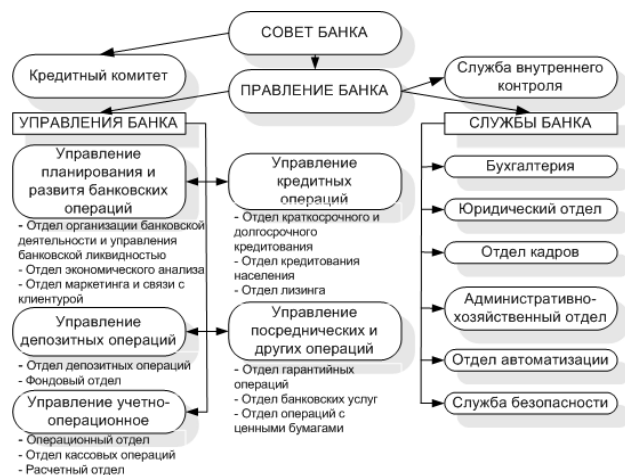 СОВЕТ БАНКА
Кредитный комитет
ПРАВЛЕНИЕ БАНКА
Служба внутреннего
контроля
УПРАВЛЕНИЯ БАНКА
СЛУЖБЫ БАНКА
Управление
планирования и
развитя банковских
операций
- Отдел организации банковской
деятельности и управления
банковской ликвидностью
- Отдел экономического анализа
- Отдел маркетинга и связи с
клиентурой
Управление
кредитных
операций
- Отдел краткосрочного и
долгосрочного
кредитования
- Отдел кредитования
населения
- Отдел лизинга
Управление
депозитных операций
- Отдел депозитных операций
- Фондовый отдел
Управление
посреднических и
других операций
- Отдел гарантийных
операций
- Отдел банковских услуг
- Отдел операций с
ценными бумагами
Управление учетно-
операционное
- Операционный отдел
- Отдел кассовых операций
- Расчетный отдел
Бухгалтерия
Юридический отдел
Отдел кадров
Административно-
хозяйственный отдел
Отдел автоматизации
Служба безопасности